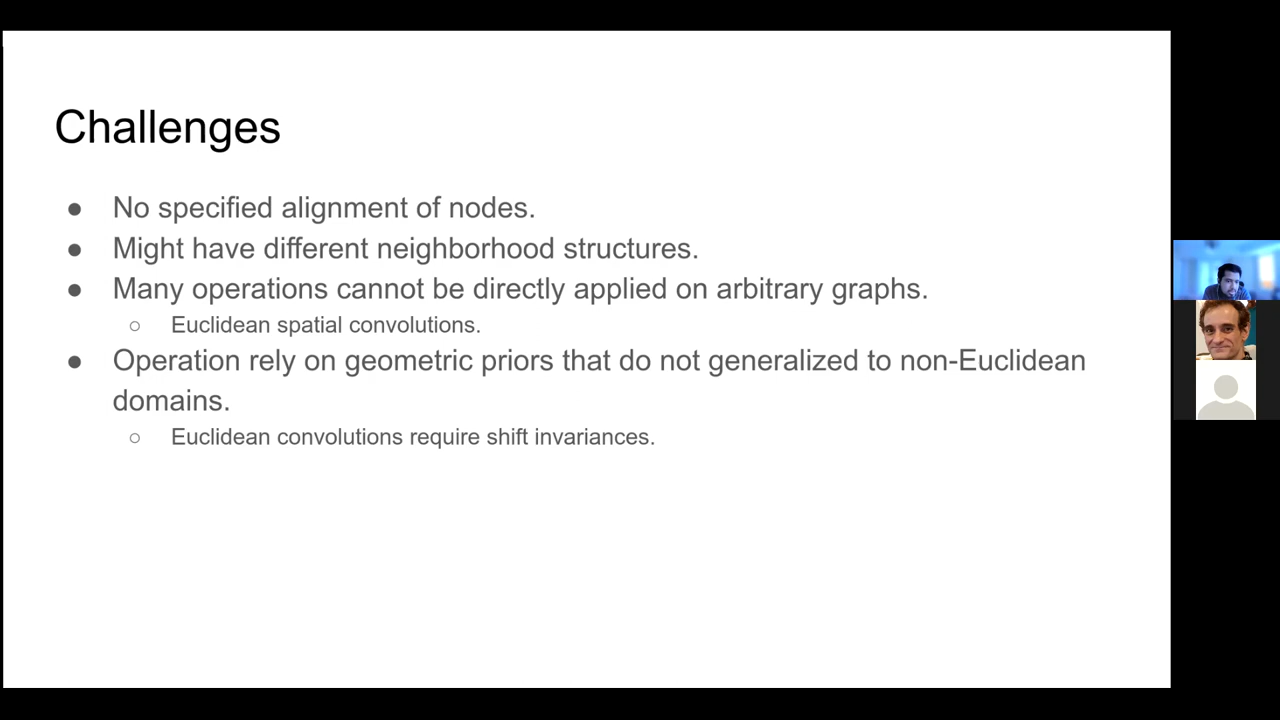 Challenges
● No specified alignment of nodes.
● Might have different neighborhood structures.
● Many operations cannot be directly applied on arbitrary graphs.
○ Euclidean spatial convolutions.
● Operation rely on geometric priors that do not generalized to non-Euclidean
domains.
○ Euclidean convolutions require shift invariances.